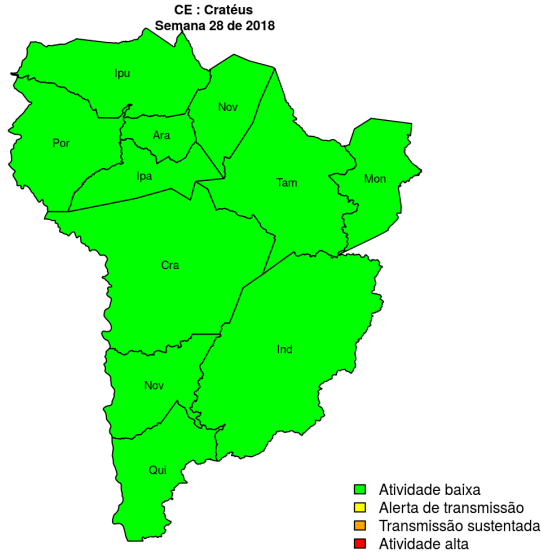 CE : Cratéus
Semana 28 de 2018
Ipu
Nov
Por
Ara
Ipa
Tam
Mon
Cra
Ind
Nov
Qui
Atividade baixa
Alerta de transmissão
Transmissão sustentada
Atividade alta